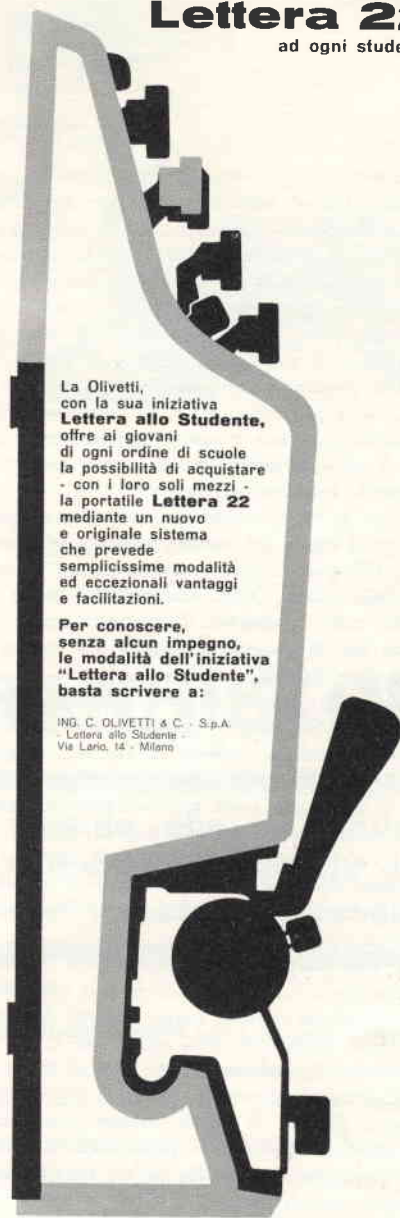 Lettera 22
ad ogni stude
La Olivetti,
con la sua iniziativa
Lettera allo Studente,
offre ai giovani
di ogni ordine di scuole
la possibilità di acquistare
- con i loro soli mezzi -
la portatile Lettera 22
mediante un nuovo
e originale sistema
che prevede
semplicissime modalità
ed eccezionali vantaggi
e facilitazioni.
Per conoscere,
senza alcun impegno,
le modalità dell'iniziativa
"Lettera allo Studente",
basta scrivere a:
ING. C. OLIVETTI & C. - S.p.A.
- Lettera allo Studente -
Via Lario, 14 - Milano